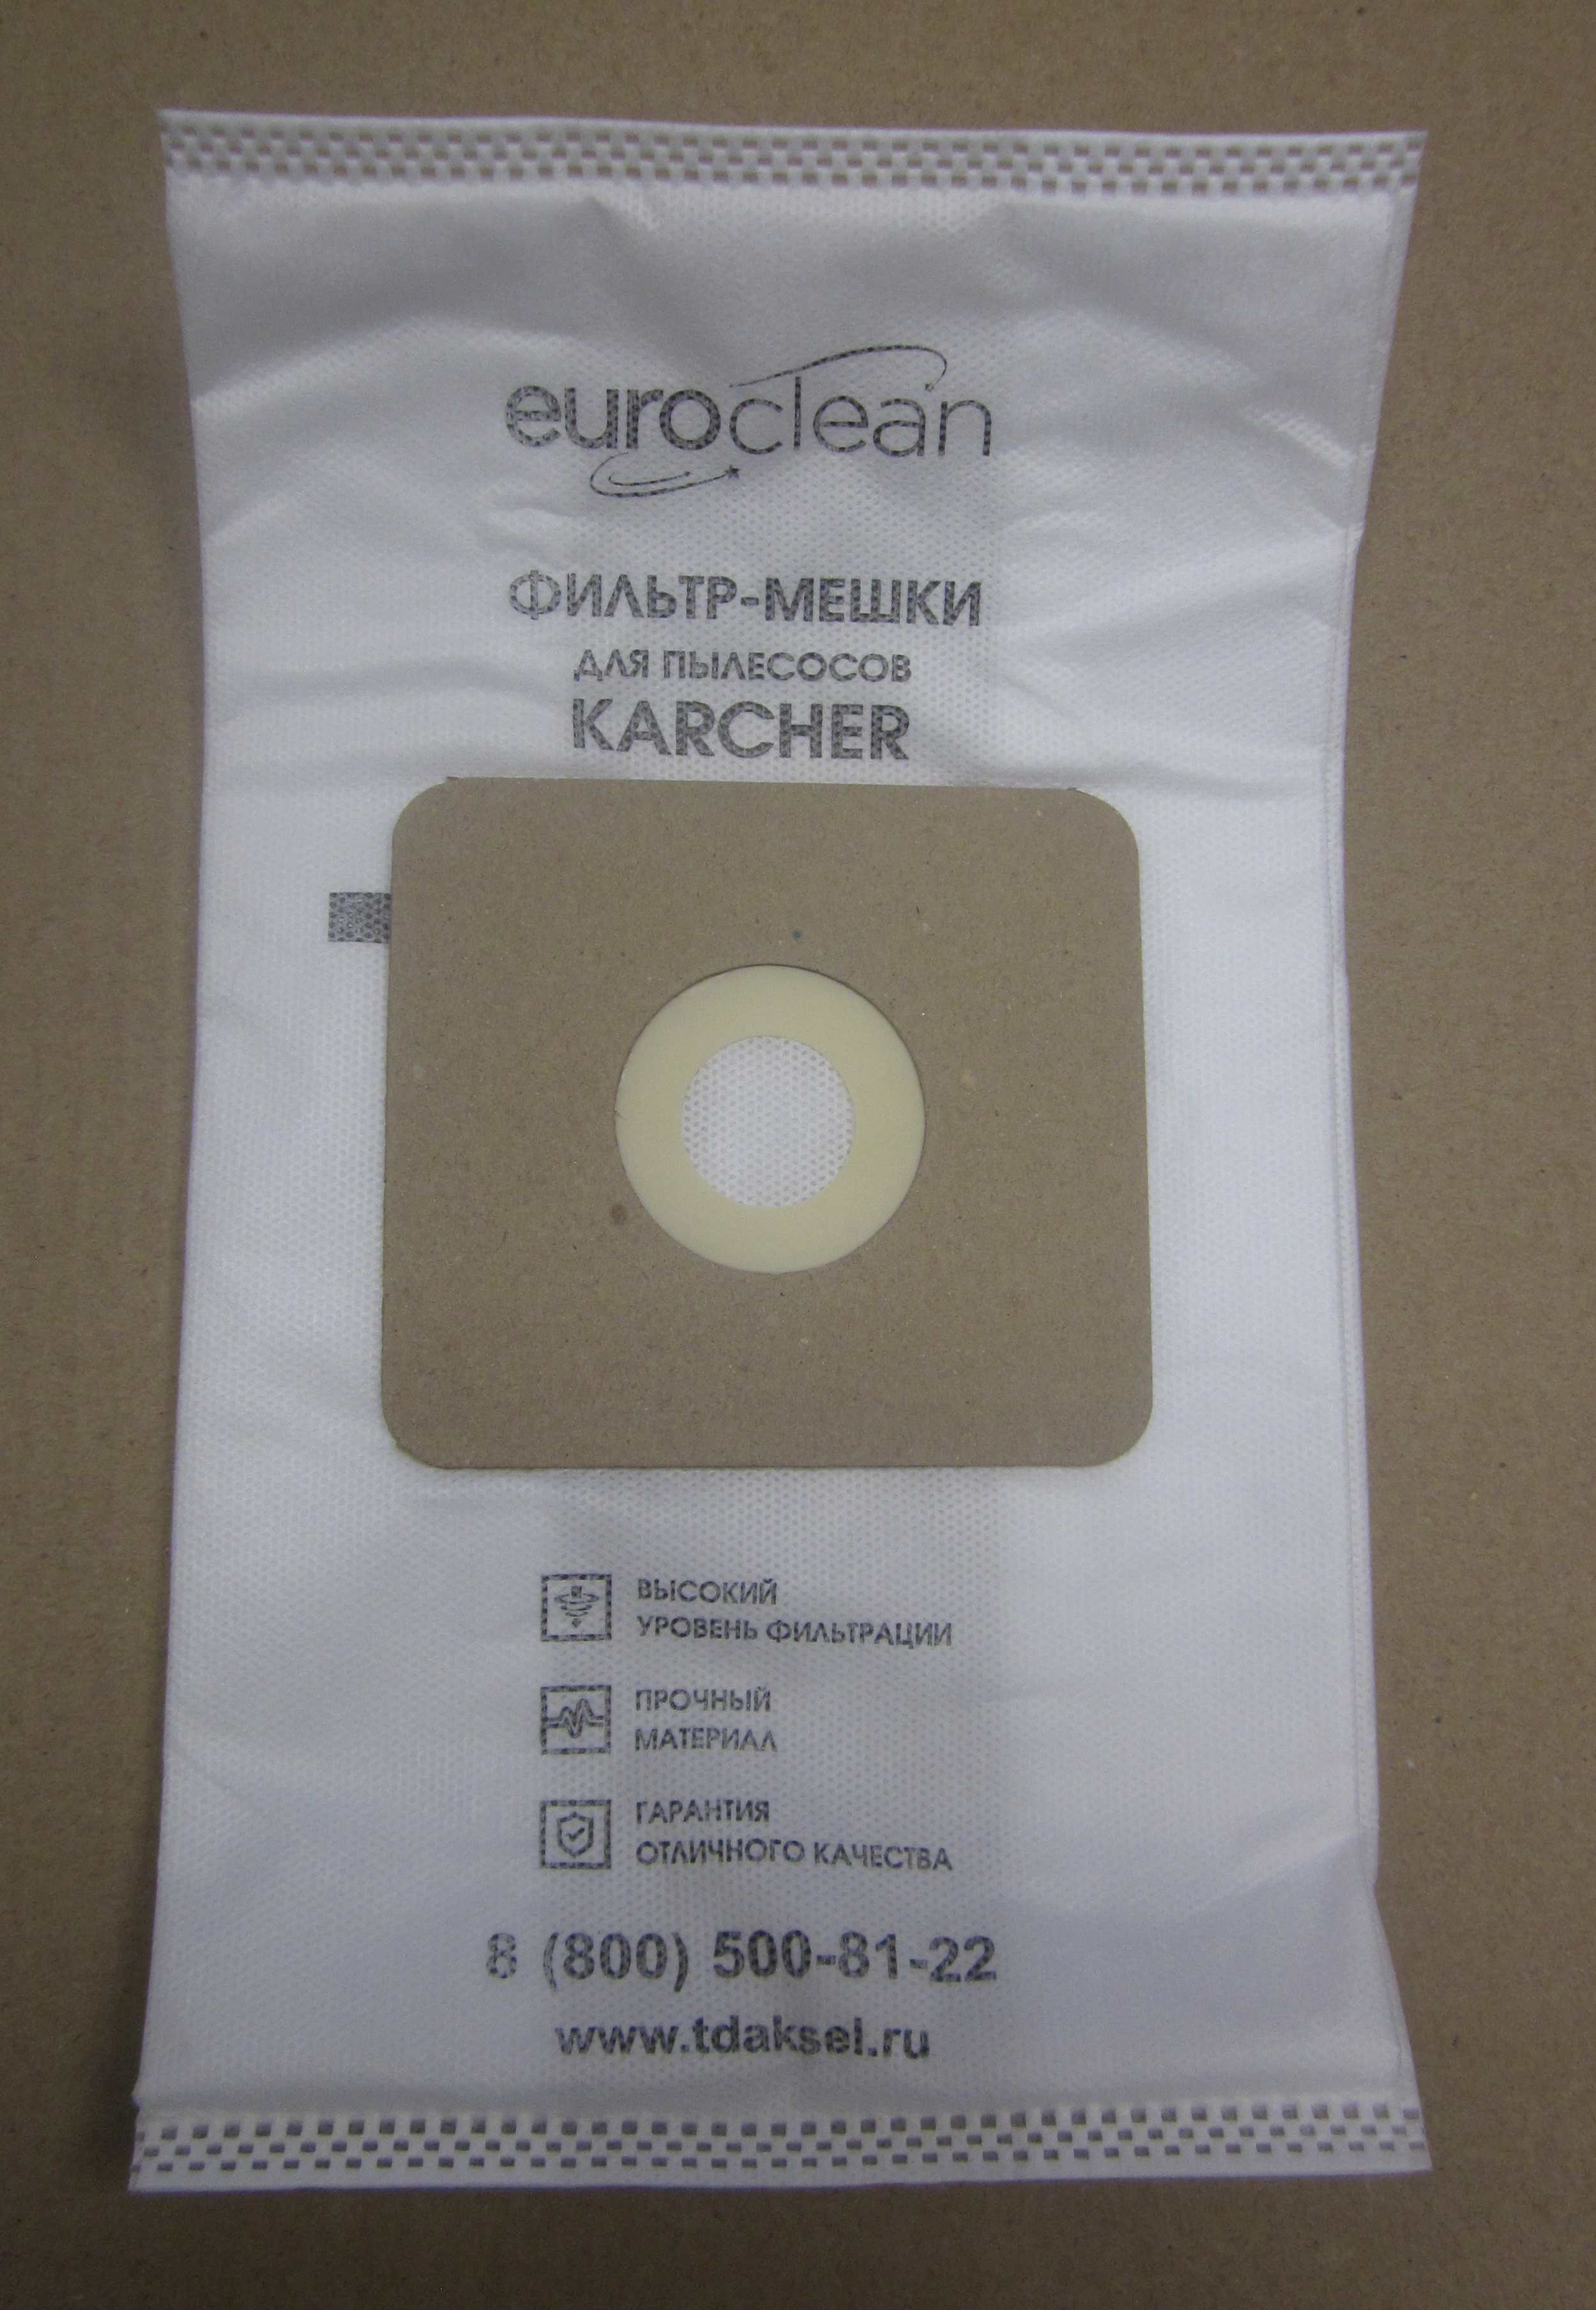 euroclean
ФИЛЬТР-МЕШКИ
ДЛЯ ПЫЛЕСОСОВ
KARCHER
ВЫСОКИЙ
УРОВЕНЬ ФИЛЬТРАЦИИ
ПРОЧНЫЙ
МАТЕРИАЛ
ГАРАНТИЯ
ОТЛИЧНОГО КАЧЕСТВА
8 (800) 500-81-22
www.tdaksel.ru